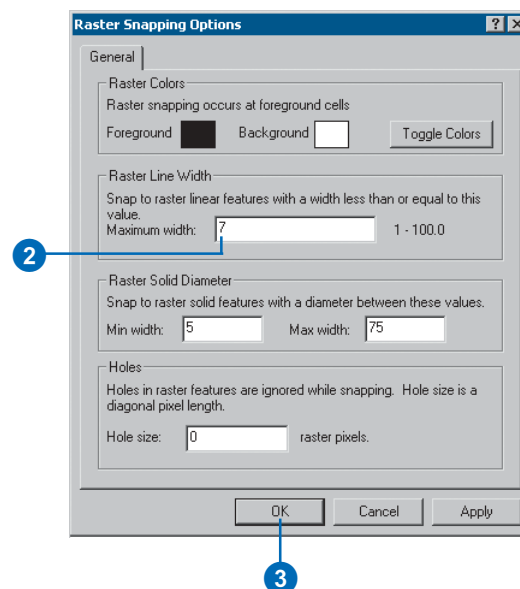 Raster Snapping Options
General
Raster Colors
Raster snapping occurs at foreground cells
Foreground Background Toggle Colors
Raster Line Width
Snap to raster linear features with a width less than or equal to this
value.
Maximum width: 7 1 - 100.0
2
Raster Solid Diameter
Snap to raster solid features with a diameter between these values.
Min width: 5 Max width: 75
Holes
Holes in raster features are ignored while snapping. Hole size is a
diagonal pixel length.
Hole size: 0 raster pixels.
OK Cancel Apply
3